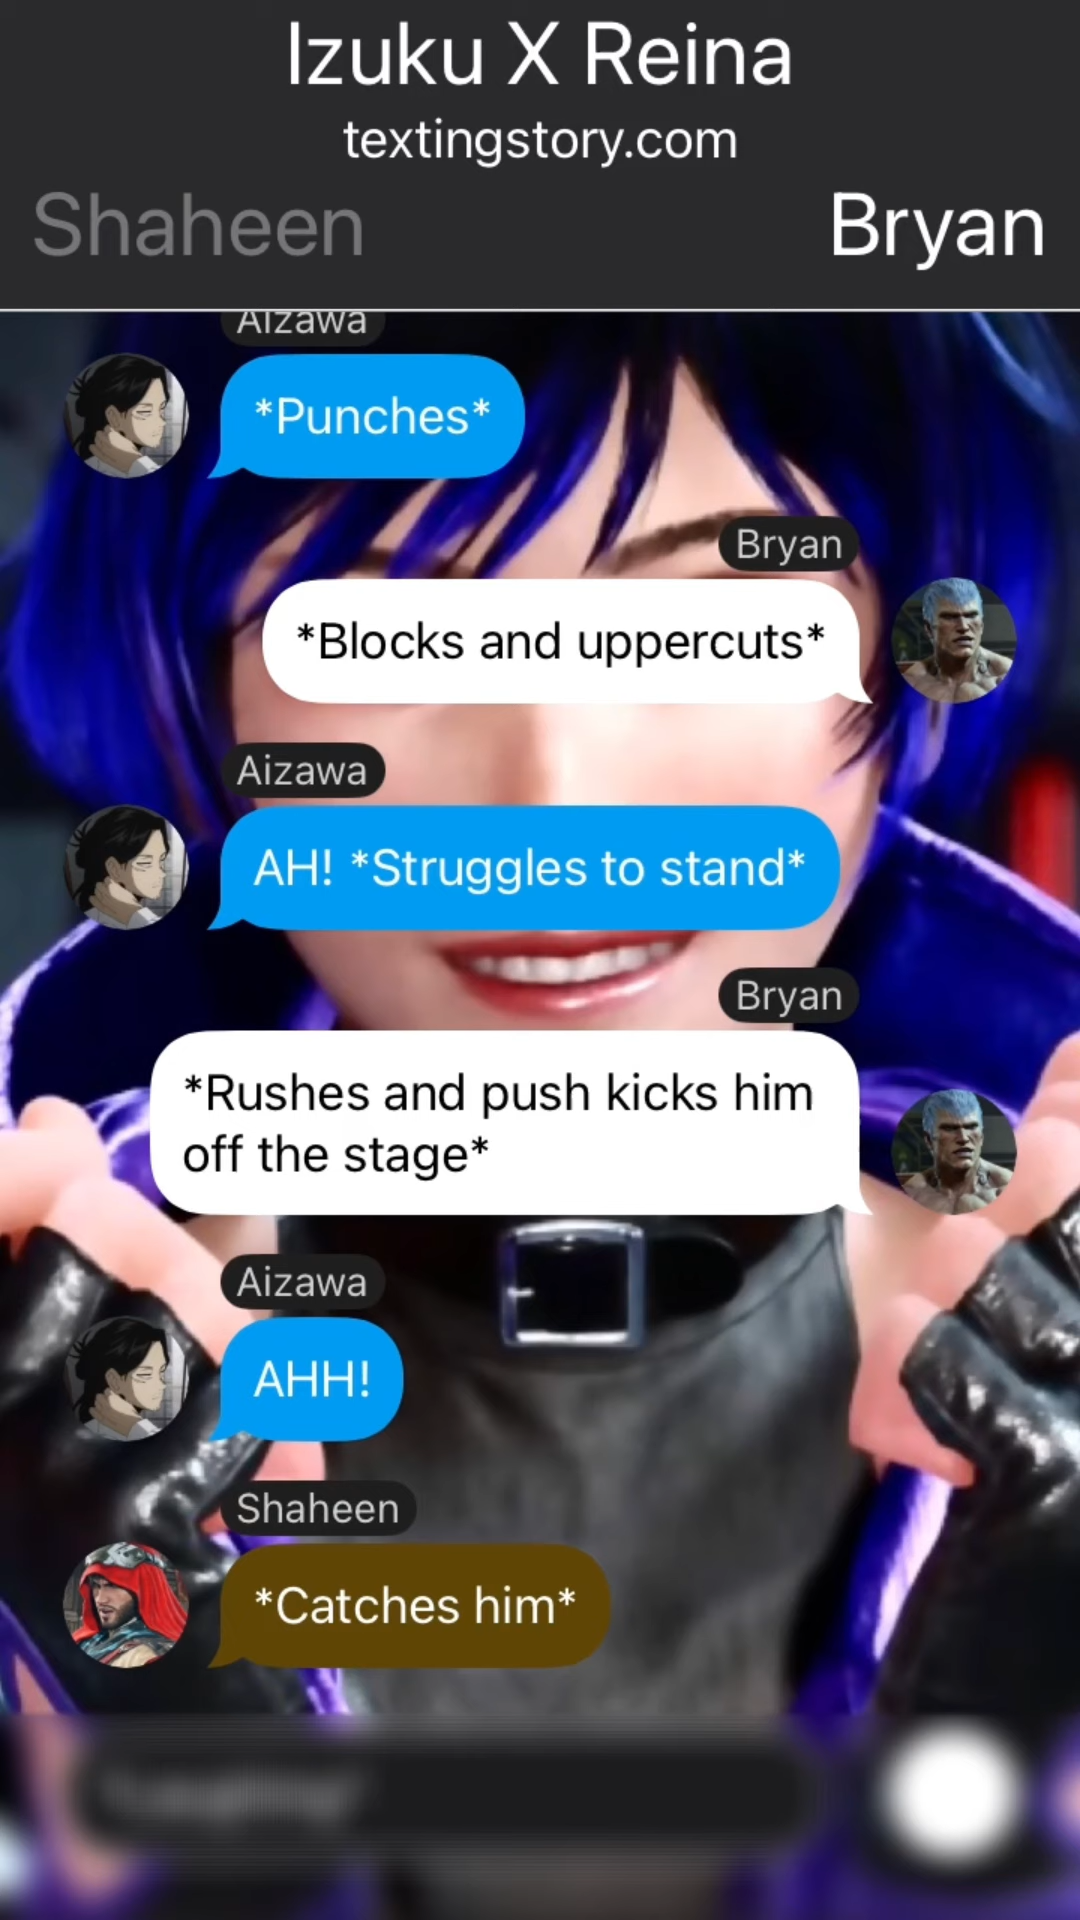 Izuku X Reina
textingstory.com
Shaheen
Bryan
Aizawa
*Punches*
Bryan
*Blocks and uppercuts*
Aizawa
AH! *Struggles to stand*
Bryan
*Rushes and push kicks him
off the stage*
Aizawa
AHH!
Shaheen
*Catches him*